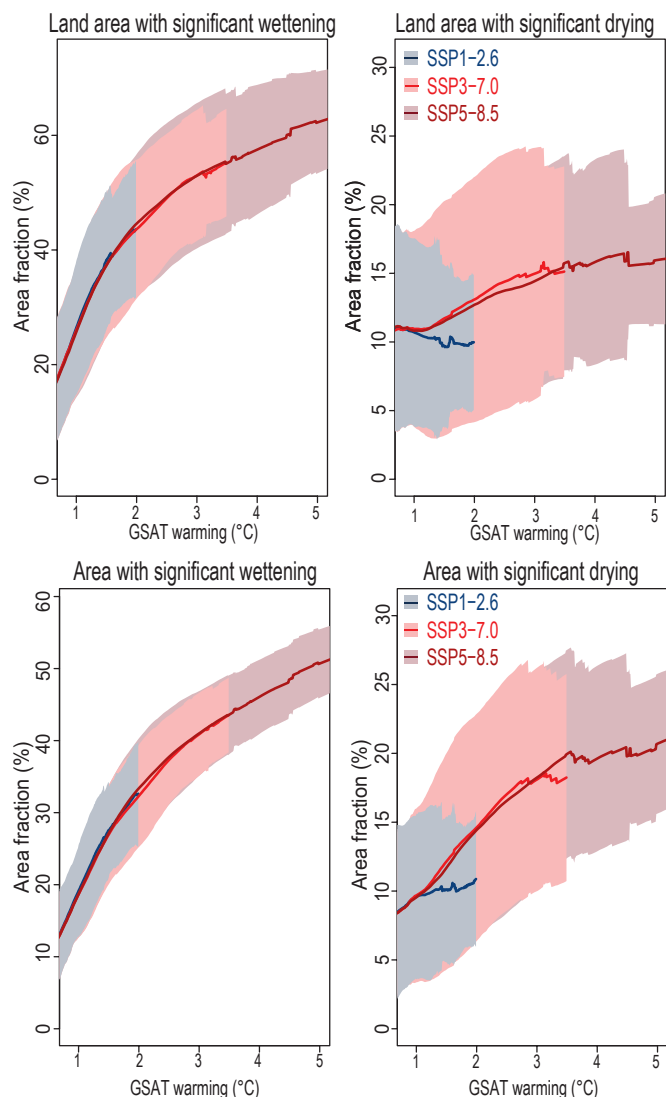 Land area with significant wettening
Area fraction (%)
0 20 40 60
1 2 3 4 5
GSAT warming (°C)
Land area with significant drying
SSP1−2.6
SSP3−7.0
SSP5−8.5
Area fraction (%)
0 5 10 15 20 25 30
1 2 3 4 5
GSAT warming (°C)
Area with significant wettening
Area fraction (%)
0 10 20 30 40 50 60
1 2 3 4 5
GSAT warming (°C)
Area with significant drying
SSP1−2.6
SSP3−7.0
SSP5−8.5
Area fraction (%)
0 5 10 15 20 25 30
1 2 3 4 5
GSAT warming (°C)